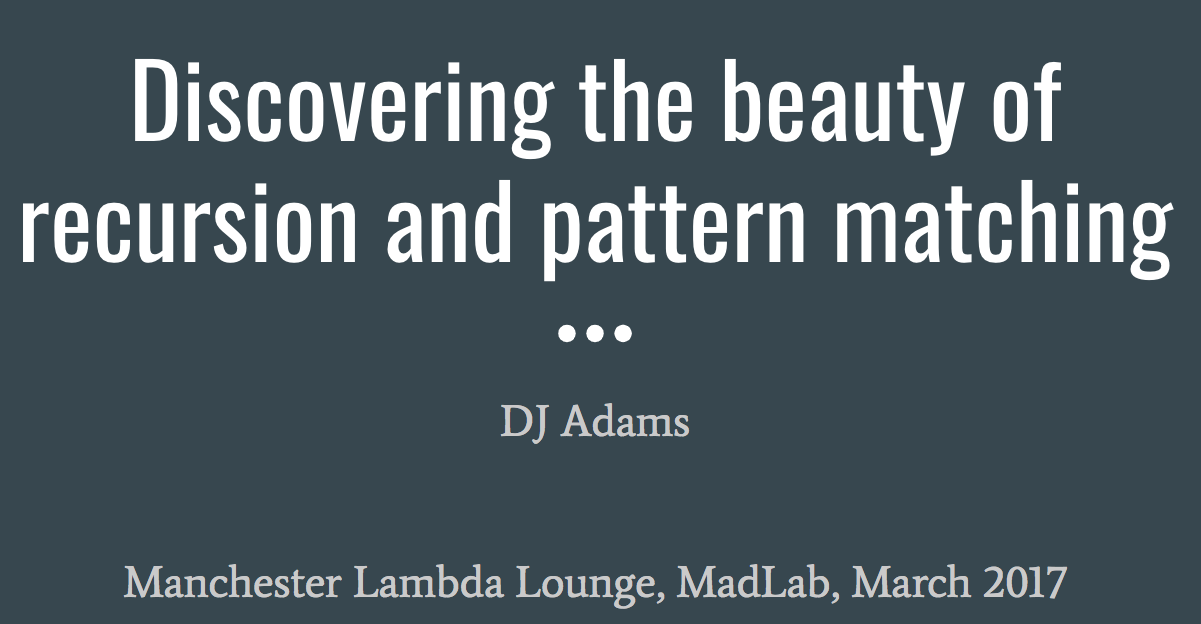 Discovering the beauty of
recursion and pattern matching
DJ Adams
Manchester Lambda Lounge, MadLab, March 2017